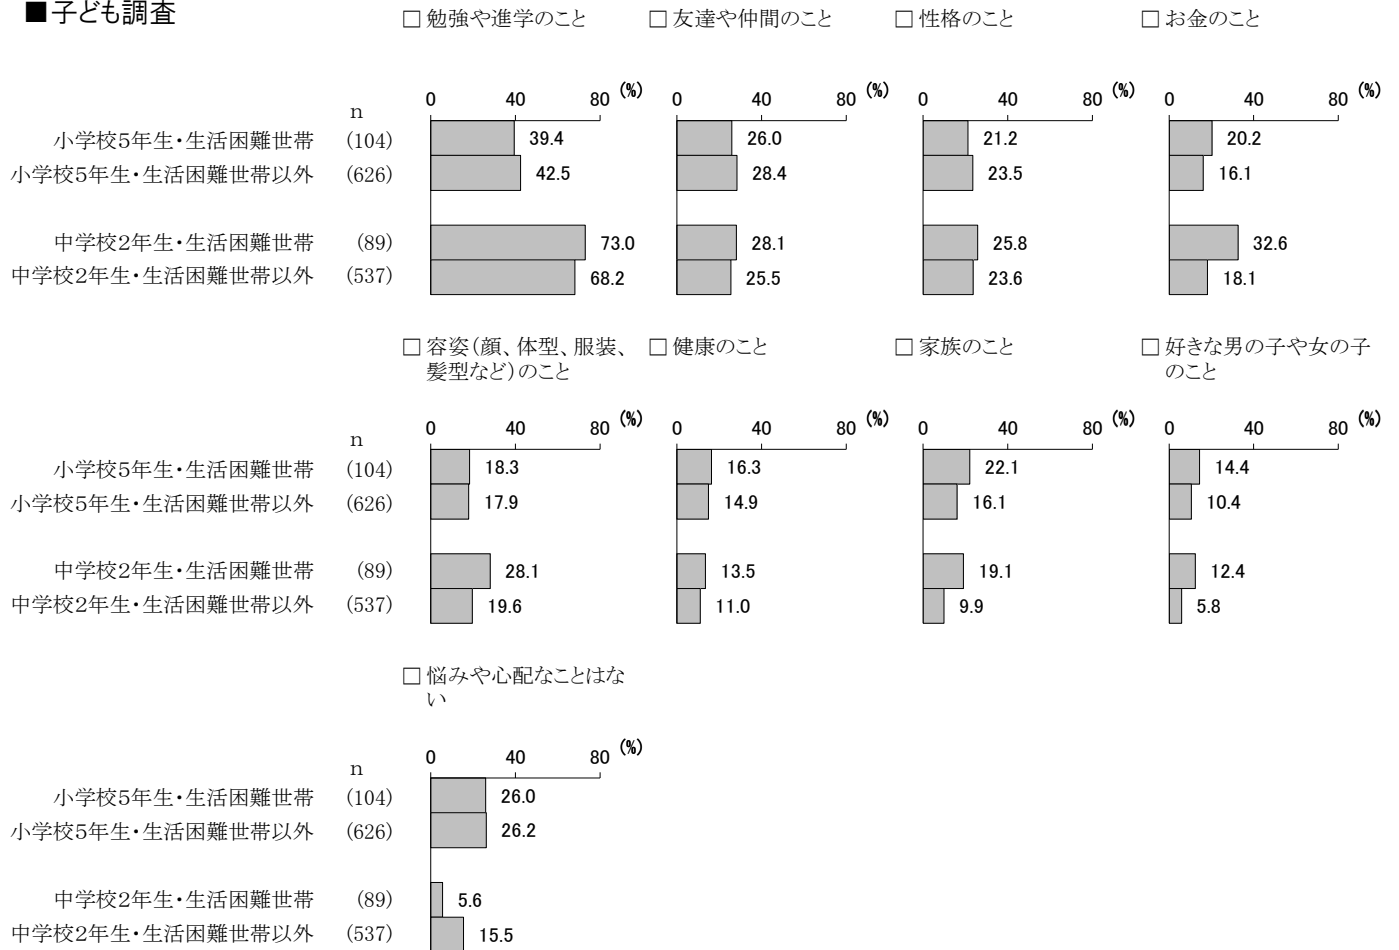 ■子ども調査
□ 勉強や進学のこと □ 友達や仲間のこと □ 性格のこと □ お金のこと
0 40 80 (%) 0 40 80 (%) 0 40 80 (%) 0 40 80 (%)
n
小学校5年生・生活困難世帯 (104) 39.4 26.0 21.2 20.2
小学校5年生・生活困難世帯以外 (626) 42.5 28.4 23.5 16.1
中学校2年生・生活困難世帯 (89) 73.0 28.1 25.8 32.6
中学校2年生・生活困難世帯以外 (537) 68.2 25.5 23.6 18.1
□ 容姿(顔、体型、服装、 □ 健康のこと □ 家族のこと □ 好きな男の子や女の子
髪型など)のこと のこと
0 40 80 (%) 0 40 80 (%) 0 40 80 (%) 0 40 80 (%)
n
小学校5年生・生活困難世帯 (104) 18.3 16.3 22.1 14.4
小学校5年生・生活困難世帯以外 (626) 17.9 14.9 16.1 10.4
中学校2年生・生活困難世帯 (89) 28.1 13.5 19.1 12.4
中学校2年生・生活困難世帯以外 (537) 19.6 11.0 9.9 5.8
□ 悩みや心配なことはな
い
0 40 80 (%)
n
小学校5年生・生活困難世帯 (104) 26.0
小学校5年生・生活困難世帯以外 (626) 26.2
中学校2年生・生活困難世帯 (89) 5.6
中学校2年生・生活困難世帯以外 (537) 15.5